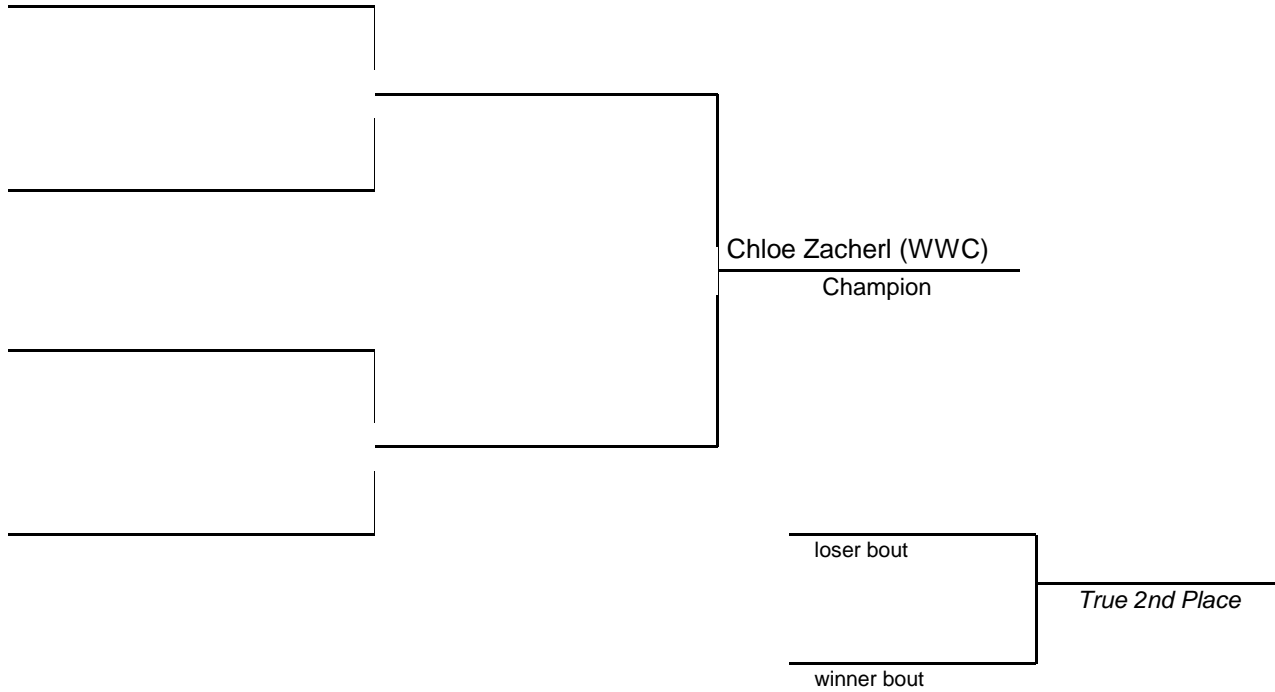 Chloe Zacherl (WWC)
Champion
loser bout
True 2nd Place
winner bout